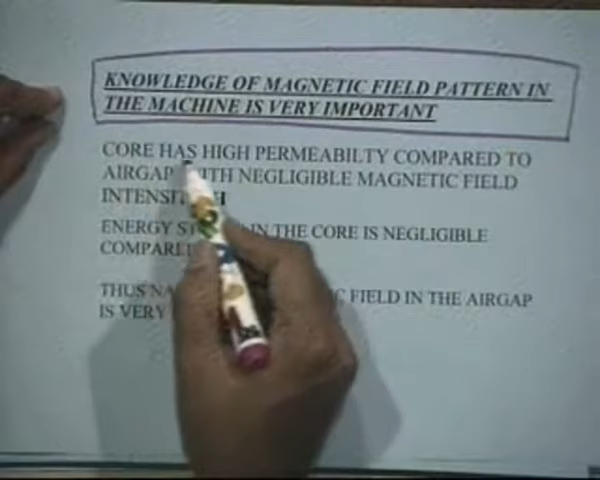 KNOWLEDGE OF MAGNETIC FIELD PATTERN IN
THE MACHINE IS VERY IMPORTANT
CORE HAS HIGH PERMEABILTY COMPARED TO
AIRGAP WITH NEGLIGIBLE MAGNETIC FIELD
INTENSITY H
ENERGY IN THE CORE IS NEGLIGIBLE
COMPARED
THUS FIELD IN THE AIRGAP
IS VERY